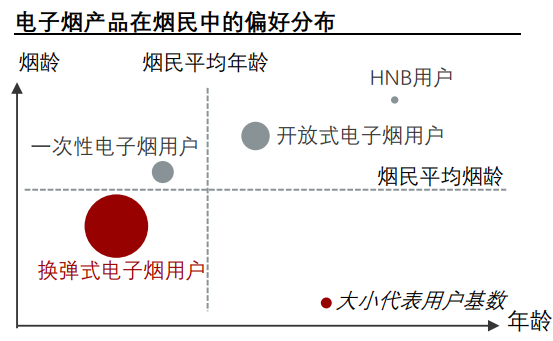 电子烟产品在烟民中的偏好分布
烟龄
烟民平均年龄
HNB用户
一次性电子烟用户
开放式电子烟用户
烟民平均烟龄
换弹式电子烟用户
大小代表用户基数
年龄